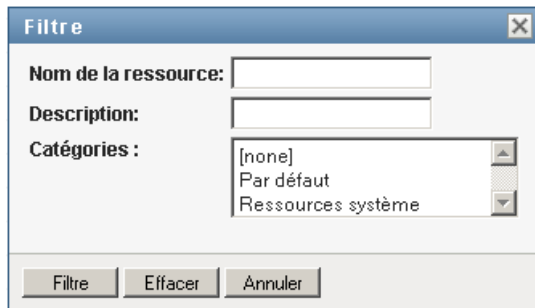 Filtre
Nom de la ressource:
Description:
Catégories :
[none]
Par défaut
Ressources système
Filtre Effacer Annuler